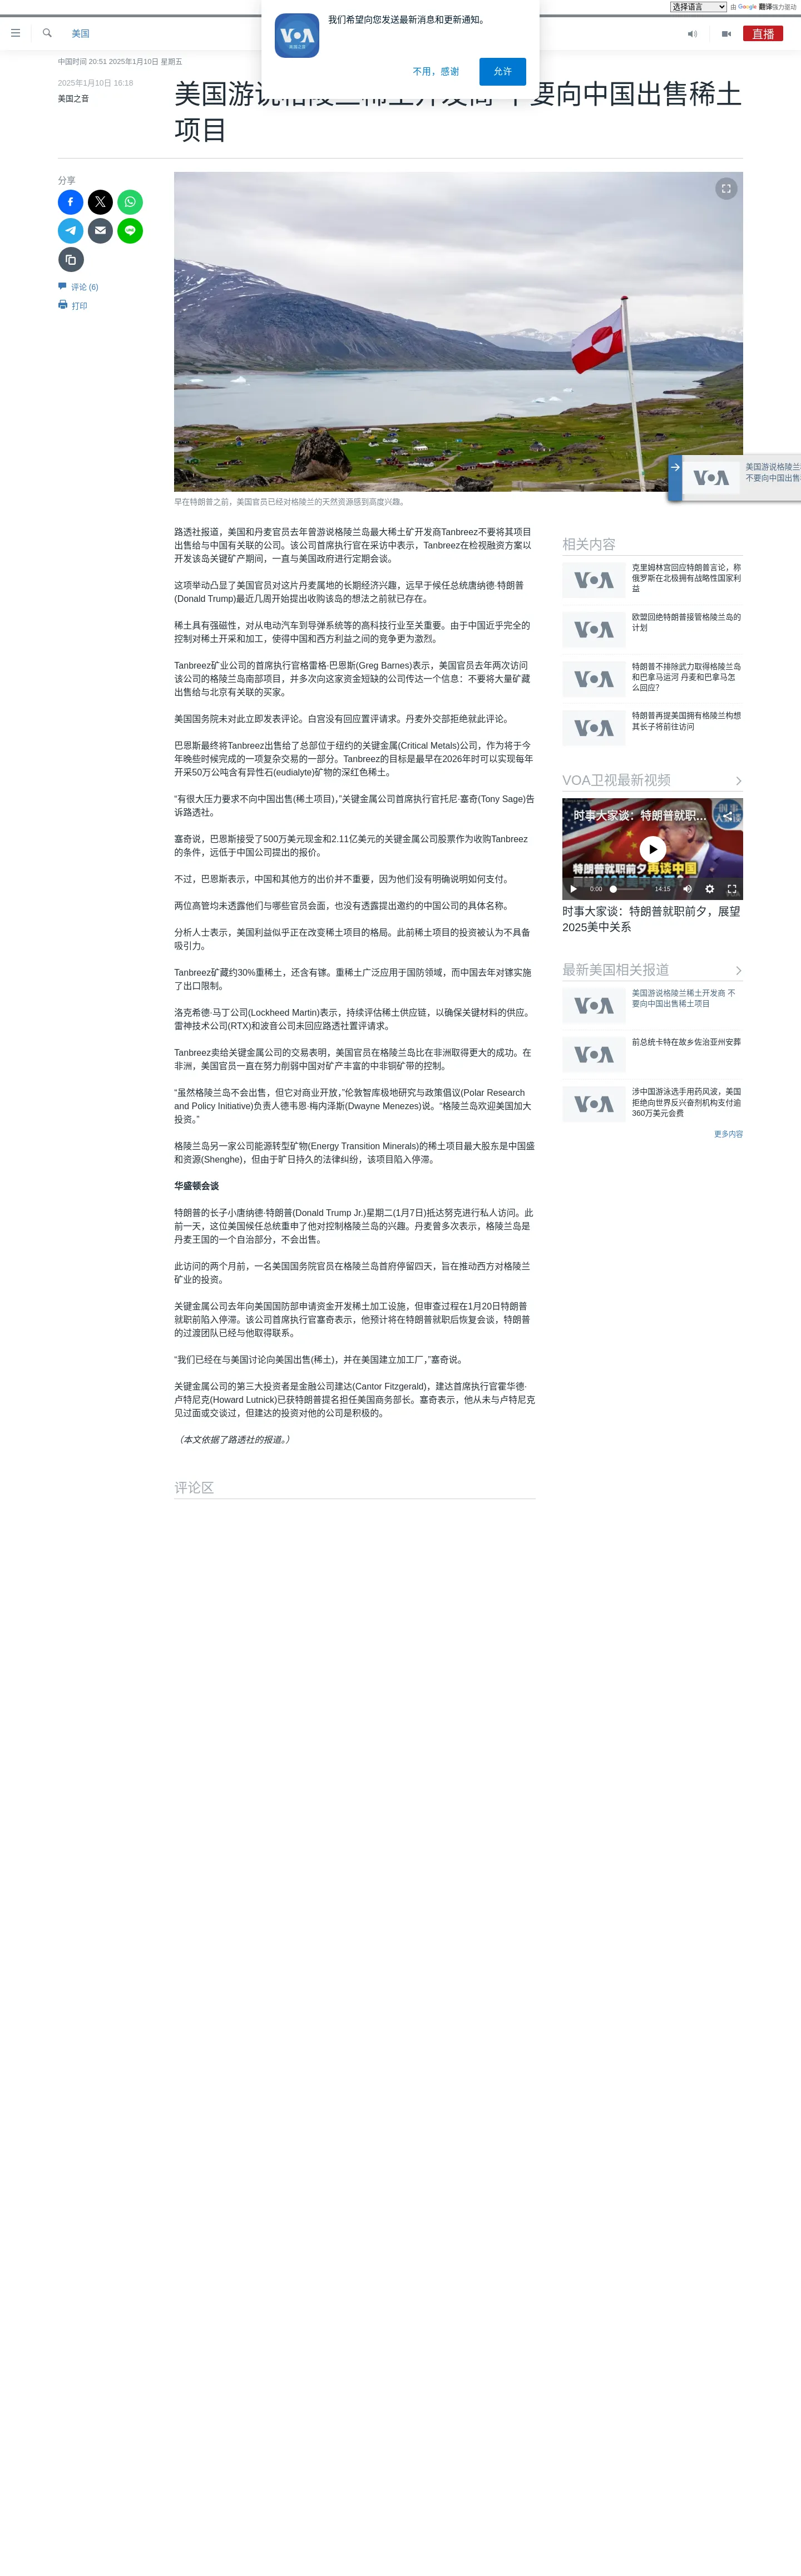 选择语言
由 Google 翻译强力驱动
美国
直播
我们希望向您发送最新消息和更新通知。
VOA
美国之音
不用，感谢
允许
中国时间 20:51 2025年1月10日 星期五
2025年1月10日 16:18
美国之音
美国游说格陵兰稀土开发商 不要向中国出售稀土
项目
分享
评论 (6)
打印
早在特朗普之前，美国官员已经对格陵兰的天然资源感到高度兴趣。
VOA
美国游说格陵兰
不要向中国出售
路透社报道，美国和丹麦官员去年曾游说格陵兰岛最大稀土矿开发商Tanbreez不要将其项目
出售给与中国有关联的公司。该公司首席执行官在采访中表示，Tanbreez在检视融资方案以
开发该岛关键矿产期间，一直与美国政府进行定期会谈。
这项举动凸显了美国官员对这片丹麦属地的长期经济兴趣，远早于候任总统唐纳德·特朗普
(Donald Trump)最近几周开始提出收购该岛的想法之前就已存在。
稀土具有强磁性，对从电动汽车到导弹系统等的高科技行业至关重要。由于中国近乎完全的
控制对稀土开采和加工，使得中国和西方利益之间的竞争更为激烈。
Tanbreez矿业公司的首席执行官格雷格·巴恩斯(Greg Barnes)表示，美国官员去年两次访问
该公司的格陵兰岛南部项目，并多次向这家资金短缺的公司传达一个信息：不要将大量矿藏
出售给与北京有关联的买家。
美国国务院未对此立即发表评论。白宫没有回应置评请求。丹麦外交部拒绝就此评论。
巴恩斯最终将Tanbreez出售给了总部位于纽约的关键金属(Critical Metals)公司，作为将于今
年晚些时候完成的一项复杂交易的一部分。Tanbreez的目标是最早在2026年时可以实现每年
开采50万公吨含有异性石(eudialyte)矿物的深红色稀土。
“有很大压力要求不向中国出售(稀土项目)，”关键金属公司首席执行官托尼·塞奇(Tony Sage)告
诉路透社。
塞奇说，巴恩斯接受了500万美元现金和2.11亿美元的关键金属公司股票作为收购Tanbreez
的条件，远低于中国公司提出的报价。
不过，巴恩斯表示，中国和其他方的出价并不重要，因为他们没有明确说明如何支付。
两位高管均未透露他们与哪些官员会面，也没有透露提出邀约的中国公司的具体名称。
分析人士表示，美国利益似乎正在改变稀土项目的格局。此前稀土项目的投资被认为不具备
吸引力。
Tanbreez矿藏约30%重稀土，还含有镓。重稀土广泛应用于国防领域，而中国去年对镓实施
了出口限制。
洛克希德·马丁公司(Lockheed Martin)表示，持续评估稀土供应链，以确保关键材料的供应。
雷神技术公司(RTX)和波音公司未回应路透社置评请求。
Tanbreez卖给关键金属公司的交易表明，美国官员在格陵兰岛比在非洲取得更大的成功。在
非洲，美国官员一直在努力削弱中国对矿产丰富的中非铜矿带的控制。
“虽然格陵兰岛不会出售，但它对商业开放，”伦敦智库极地研究与政策倡议(Polar Research
and Policy Initiative)负责人德韦恩·梅内泽斯(Dwayne Menezes)说。“格陵兰岛欢迎美国加大
投资。”
格陵兰岛另一家公司能源转型矿物(Energy Transition Minerals)的稀土项目最大股东是中国盛
和资源(Shenghe)，但由于旷日持久的法律纠纷，该项目陷入停滞。
华盛顿会谈
特朗普的长子小唐纳德·特朗普(Donald Trump Jr.)星期二(1月7日)抵达努克进行私人访问。此
前一天，这位美国候任总统重申了他对控制格陵兰岛的兴趣。丹麦曾多次表示，格陵兰岛是
丹麦王国的一个自治部分，不会出售。
此访问的两个月前，一名美国国务院官员在格陵兰岛首府停留四天，旨在推动西方对格陵兰
矿业的投资。
关键金属公司去年向美国国防部申请资金开发稀土加工设施，但审查过程在1月20日特朗普
就职前陷入停滞。该公司首席执行官塞奇表示，他预计将在特朗普就职后恢复会谈，特朗普
的过渡团队已经与他取得联系。
“我们已经在与美国讨论向美国出售(稀土)，并在美国建立加工厂，”塞奇说。
关键金属公司的第三大投资者是金融公司建达(Cantor Fitzgerald)，建达首席执行官霍华德·
卢特尼克(Howard Lutnick)已获特朗普提名担任美国商务部长。塞奇表示，他从未与卢特尼克
见过面或交谈过，但建达的投资对他的公司是积极的。
（本文依据了路透社的报道。）
评论区
相关内容
VOA
克里姆林宫回应特朗普言论，称
俄罗斯在北极拥有战略性国家利
益
VOA
欧盟回绝特朗普接管格陵兰岛的
计划
VOA
特朗普不排除武力取得格陵兰岛
和巴拿马运河 丹麦和巴拿马怎
么回应？
VOA
特朗普再提美国拥有格陵兰构想
其长子将前往访问
VOA卫视最新视频
时事大家谈：特朗普就职…
特朗普就职前夕再谈中国
0:00
14:15
时事大家谈：特朗普就职前夕，展望
2025美中关系
最新美国相关报道
VOA
美国游说格陵兰稀土开发商 不
要向中国出售稀土项目
VOA
前总统卡特在故乡佐治亚州安葬
VOA
涉中国游泳选手用药风波，美国
拒绝向世界反兴奋剂机构支付逾
360万美元会费
更多内容